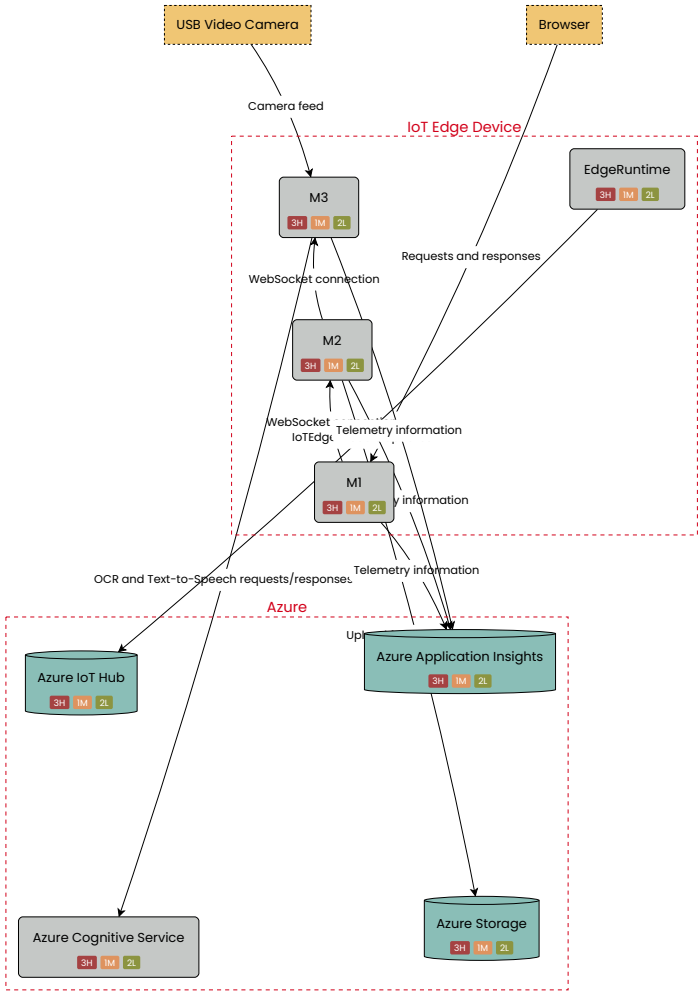 USB Video Camera
Browser
Camera feed
IoT Edge Device
EdgeRuntime
3H 1M 2L
M3
3H 1M 2L
Requests and responses
WebSocket connection
M2
3H 1M 2L
WebSocket
IoTEdge
Telemetry information
M1
3H 1M 2L
information
Telemetry information
OCR and Text-to-Speech requests/responses
Azure
Azure Application Insights
3H 1M 2L
Azure IoT Hub
3H 1M 2L
Azure Storage
3H 1M 2L
Azure Cognitive Service
3H 1M 2L